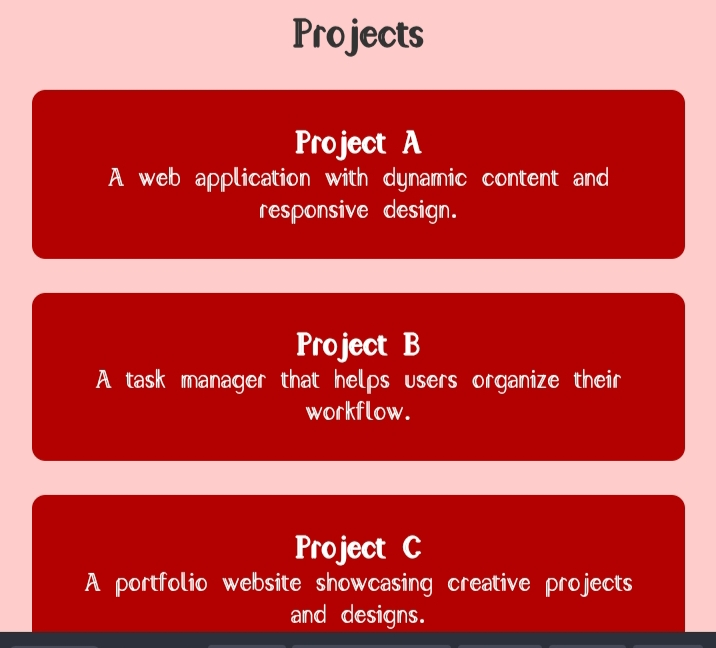 Projects
Project A
A web application with dynamic content and
responsive design.
Project B
A task manager that helps users organize their
workflow.
Project C
A portfolio website showcasing creative projects
and designs.